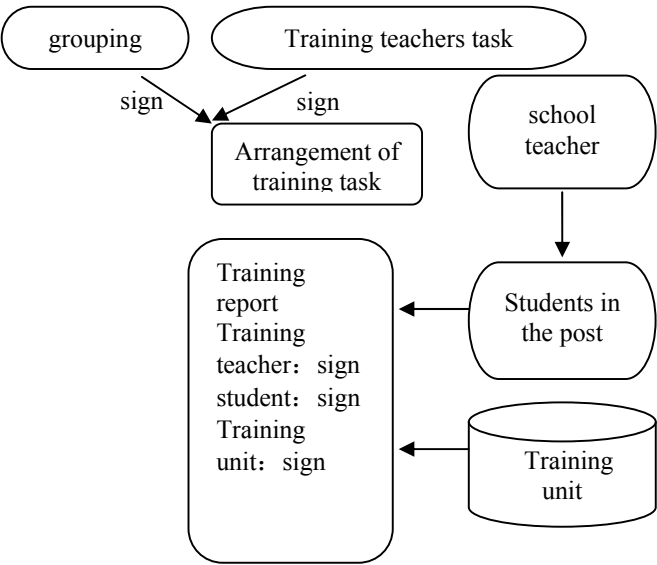 grouping
Training teachers task
sign
sign
Arrangement of
training task
school
teacher
Training
report
Training
teacher：sign
student：sign
Training
unit：sign
Students in
the post
Training
unit